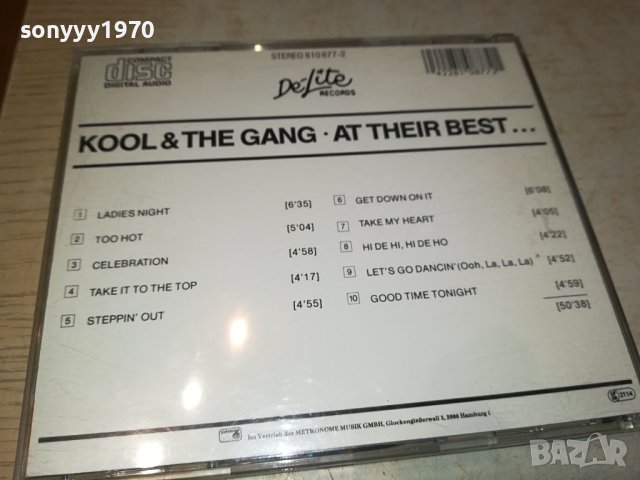 sonyyy1970
COMPACT
disc
DIGITAL AUDIO
STEREO 810 877-2
De-Lite
RECORDS
KOOL & THE GANG · AT THEIR BEST...
1 LADIES NIGHT [6'35]
2 TOO HOT [5'04]
3 CELEBRATION [4'58]
4 TAKE IT TO THE TOP [4'17]
5 STEPPIN' OUT [4'55]
6 GET DOWN ON IT [6'08]
7 TAKE MY HEART [4'05]
8 HI DE HI, HI DE HO [4'22]
9 LET'S GO DANCIN' (Ooh, La, La, La) [4'52]
10 GOOD TIME TONIGHT [4'59]
[50'38]
Im Vertrieb der METRONOME MUSIK GMBH, Glockengießerwall 3, 2000 Hamburg 1
2114
BAZAR